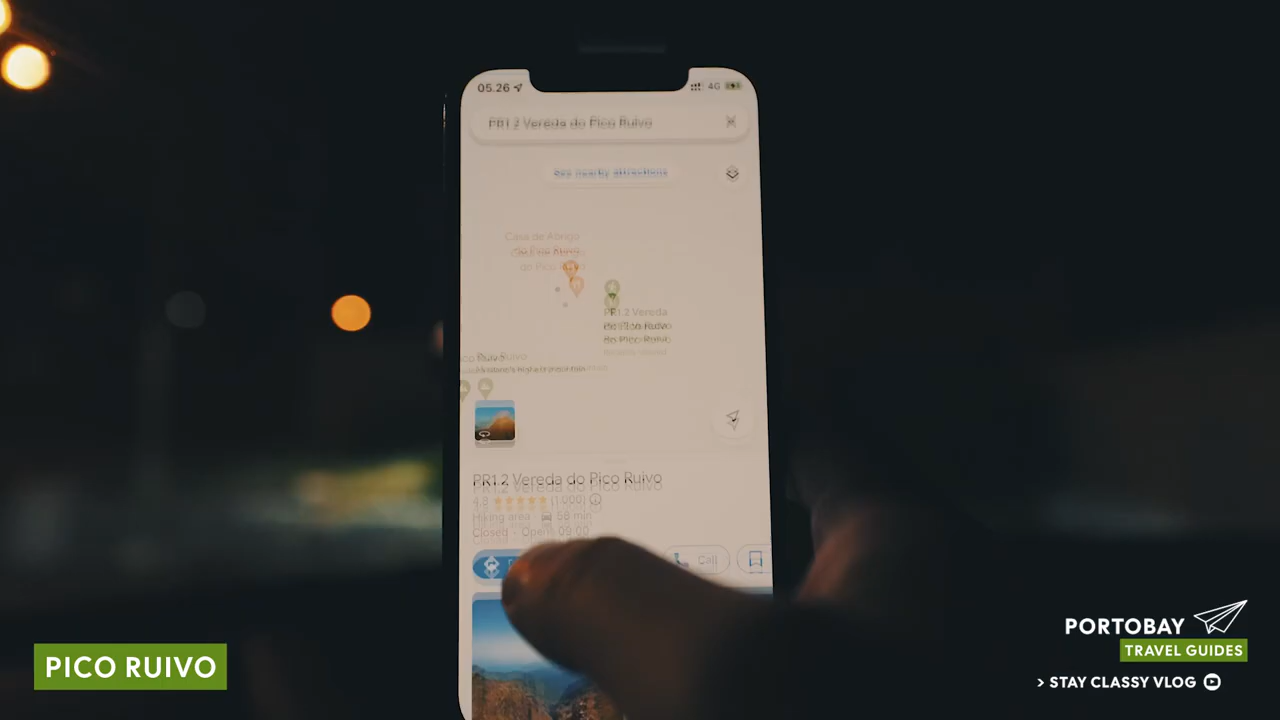 05.26
4G
PR1.2 Vereda do Pico Ruivo
See nearby attractions
Casa de Abrigo
do Pico Ruivo
PR1.2 Vereda
do Pico Ruivo
Pico Ruivo
PR1.2 Vereda do Pico Ruivo
4.8 (1.000)
Hiking area · 58 min
Closed · Opens 09:00
Call
PICO RUIVO
PORTOBAY
TRAVEL GUIDES
> STAY CLASSY VLOG